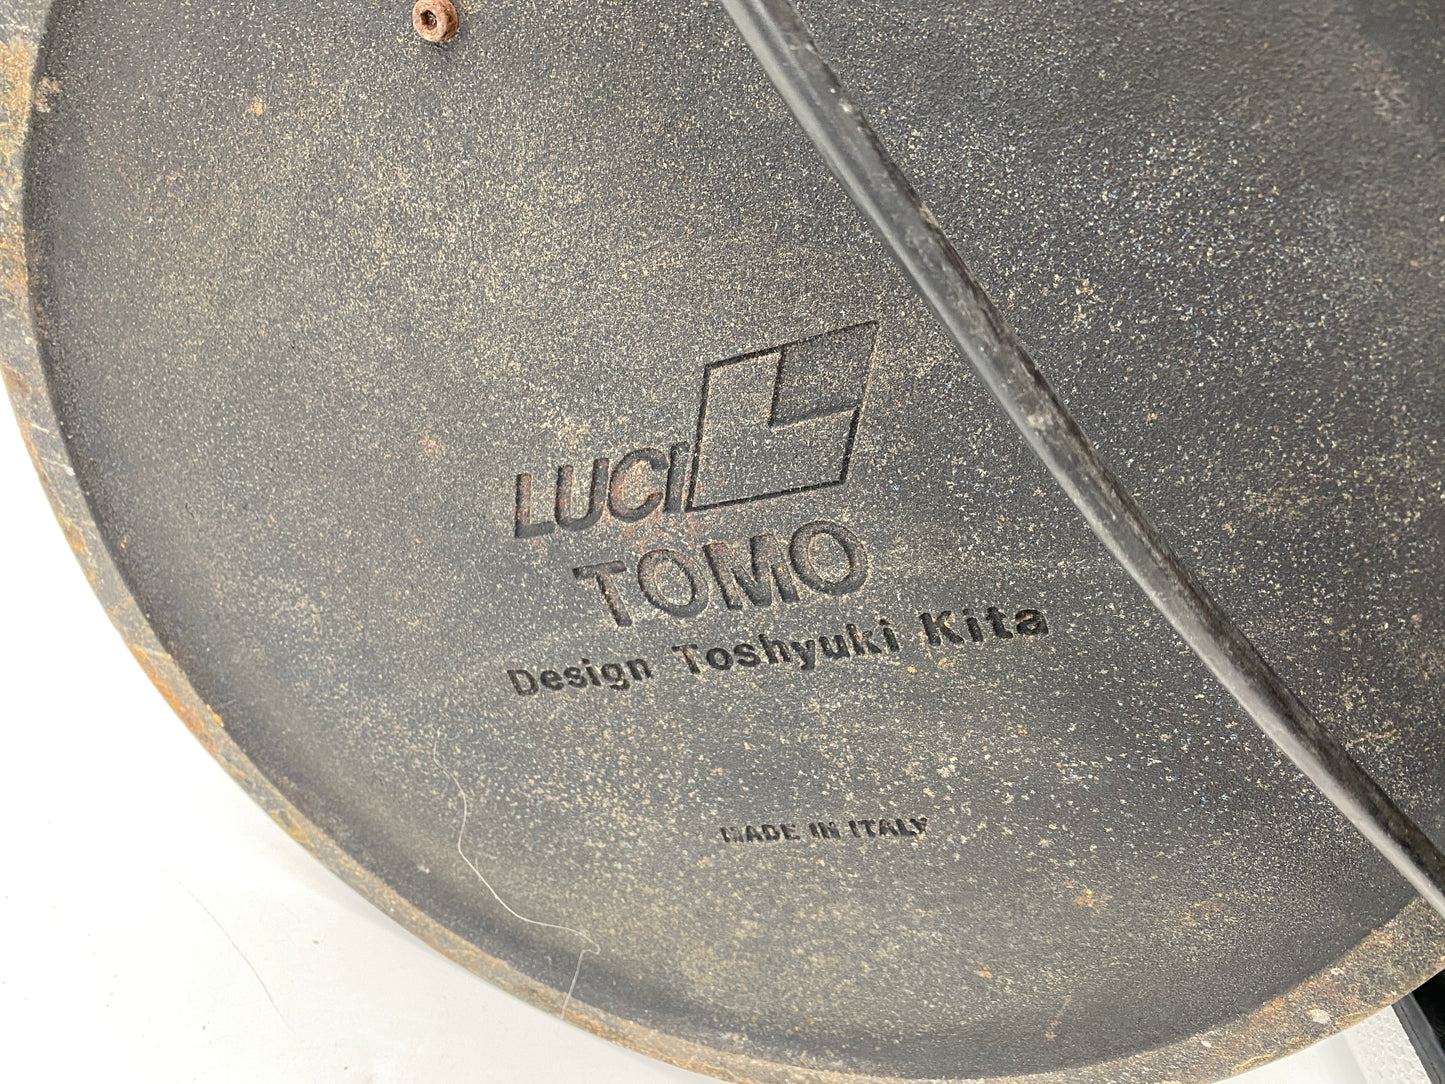 LUCI
TOMO
Design Toshyuki Kita
MADE IN ITALY